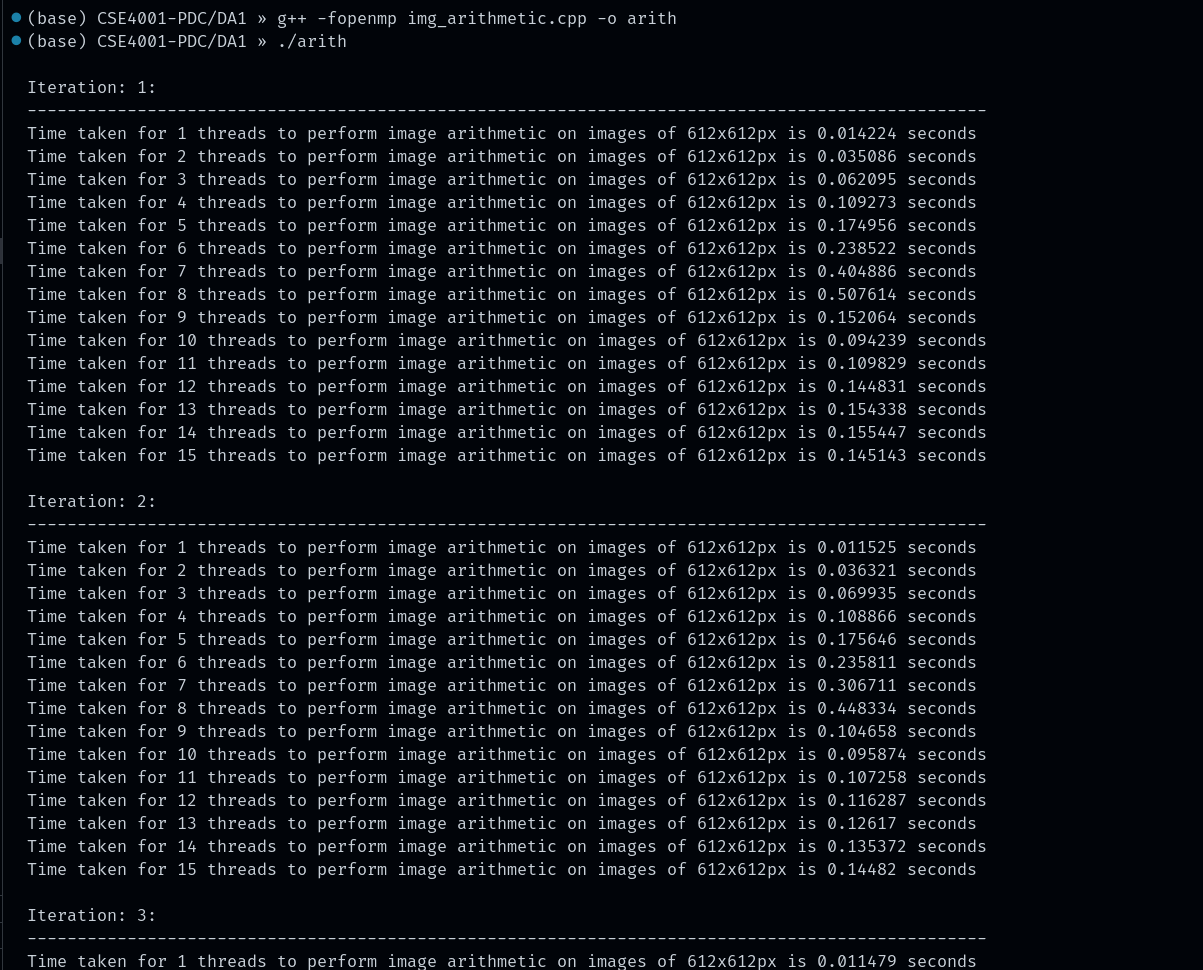 (base) CSE4001-PDC/DA1 » g++ -fopenmp img_arithmetic.cpp -o arith
(base) CSE4001-PDC/DA1 » ./arith
Iteration: 1:
------------------------------------------------------------------------------------------------
Time taken for 1 threads to perform image arithmetic on images of 612x612px is 0.014224 seconds
Time taken for 2 threads to perform image arithmetic on images of 612x612px is 0.035086 seconds
Time taken for 3 threads to perform image arithmetic on images of 612x612px is 0.062095 seconds
Time taken for 4 threads to perform image arithmetic on images of 612x612px is 0.109273 seconds
Time taken for 5 threads to perform image arithmetic on images of 612x612px is 0.174956 seconds
Time taken for 6 threads to perform image arithmetic on images of 612x612px is 0.238522 seconds
Time taken for 7 threads to perform image arithmetic on images of 612x612px is 0.404886 seconds
Time taken for 8 threads to perform image arithmetic on images of 612x612px is 0.507614 seconds
Time taken for 9 threads to perform image arithmetic on images of 612x612px is 0.152064 seconds
Time taken for 10 threads to perform image arithmetic on images of 612x612px is 0.094239 seconds
Time taken for 11 threads to perform image arithmetic on images of 612x612px is 0.109829 seconds
Time taken for 12 threads to perform image arithmetic on images of 612x612px is 0.144831 seconds
Time taken for 13 threads to perform image arithmetic on images of 612x612px is 0.154338 seconds
Time taken for 14 threads to perform image arithmetic on images of 612x612px is 0.155447 seconds
Time taken for 15 threads to perform image arithmetic on images of 612x612px is 0.145143 seconds
Iteration: 2:
------------------------------------------------------------------------------------------------
Time taken for 1 threads to perform image arithmetic on images of 612x612px is 0.011525 seconds
Time taken for 2 threads to perform image arithmetic on images of 612x612px is 0.036321 seconds
Time taken for 3 threads to perform image arithmetic on images of 612x612px is 0.069935 seconds
Time taken for 4 threads to perform image arithmetic on images of 612x612px is 0.108866 seconds
Time taken for 5 threads to perform image arithmetic on images of 612x612px is 0.175646 seconds
Time taken for 6 threads to perform image arithmetic on images of 612x612px is 0.235811 seconds
Time taken for 7 threads to perform image arithmetic on images of 612x612px is 0.306711 seconds
Time taken for 8 threads to perform image arithmetic on images of 612x612px is 0.448334 seconds
Time taken for 9 threads to perform image arithmetic on images of 612x612px is 0.104658 seconds
Time taken for 10 threads to perform image arithmetic on images of 612x612px is 0.095874 seconds
Time taken for 11 threads to perform image arithmetic on images of 612x612px is 0.107258 seconds
Time taken for 12 threads to perform image arithmetic on images of 612x612px is 0.116287 seconds
Time taken for 13 threads to perform image arithmetic on images of 612x612px is 0.12617 seconds
Time taken for 14 threads to perform image arithmetic on images of 612x612px is 0.135372 seconds
Time taken for 15 threads to perform image arithmetic on images of 612x612px is 0.14482 seconds
Iteration: 3:
------------------------------------------------------------------------------------------------
Time taken for 1 threads to perform image arithmetic on images of 612x612px is 0.011479 seconds